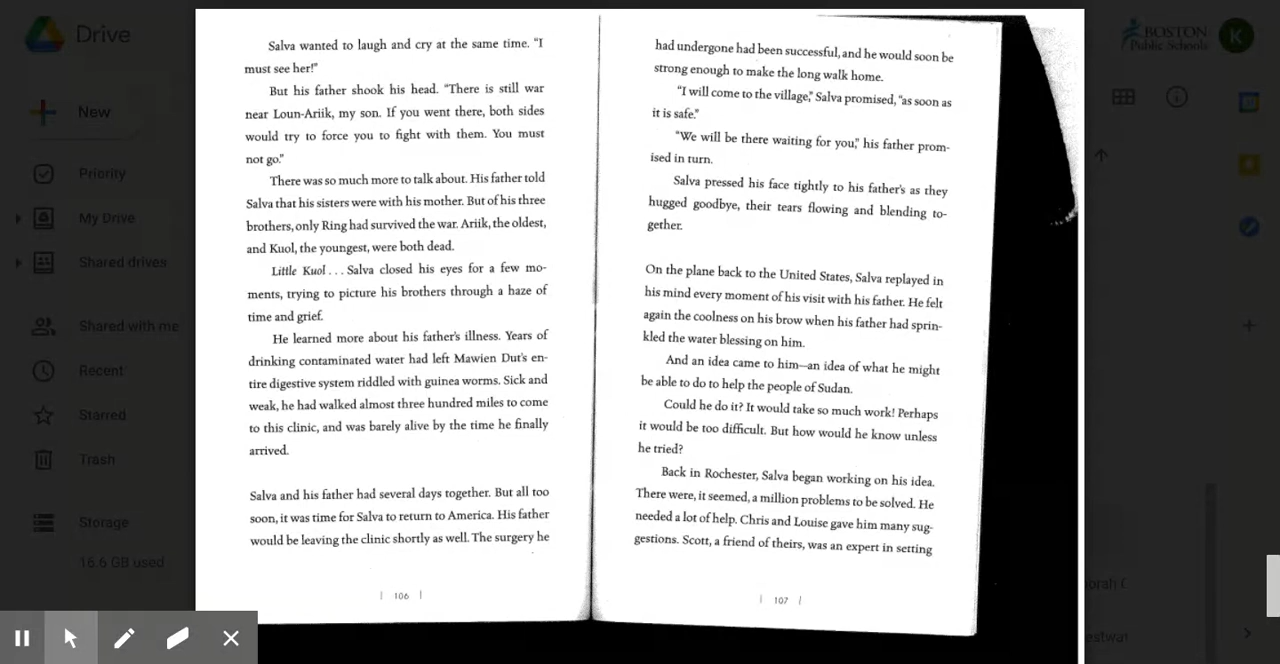 Drive
New
Priority
My Drive
Shared drives
Shared with me
Recent
Starred
Trash
Storage
16.6 GB used
Salva wanted to laugh and cry at the same time. “I
must see her!”
But his father shook his head. “There is still war
near Loun-Ariik, my son. If you went there, both sides
would try to force you to fight with them. You must
not go.”
There was so much more to talk about. His father told
Salva that his sisters were with his mother. But of his three
brothers, only Ring had survived the war. Ariik, the oldest,
and Kuol, the youngest, were both dead.
Little Kuol . . . Salva closed his eyes for a few mo-
ments, trying to picture his brothers through a haze of
time and grief.
He learned more about his father’s illness. Years of
drinking contaminated water had left Mawien Dut’s en-
tire digestive system riddled with guinea worms. Sick and
weak, he had walked almost three hundred miles to come
to this clinic, and was barely alive by the time he finally
arrived.
Salva and his father had several days together. But all too
soon, it was time for Salva to return to America. His father
would be leaving the clinic shortly as well. The surgery he
| 106 |
had undergone had been successful, and he would soon be
strong enough to make the long walk home.
“I will come to the village,” Salva promised, “as soon as
it is safe.”
“We will be there waiting for you,” his father prom-
ised in turn.
Salva pressed his face tightly to his father’s as they
hugged goodbye, their tears flowing and blending to-
gether.
On the plane back to the United States, Salva replayed in
his mind every moment of his visit with his father. He felt
again the coolness on his brow when his father had sprin-
kled the water blessing on him.
And an idea came to him—an idea of what he might
be able to do to help the people of Sudan.
Could he do it? It would take so much work! Perhaps
it would be too difficult. But how would he know unless
he tried?
Back in Rochester, Salva began working on his idea.
There were, it seemed, a million problems to be solved. He
needed a lot of help. Chris and Louise gave him many sug-
gestions. Scott, a friend of theirs, was an expert in setting
| 107 |
BOSTON
Public Schools
K